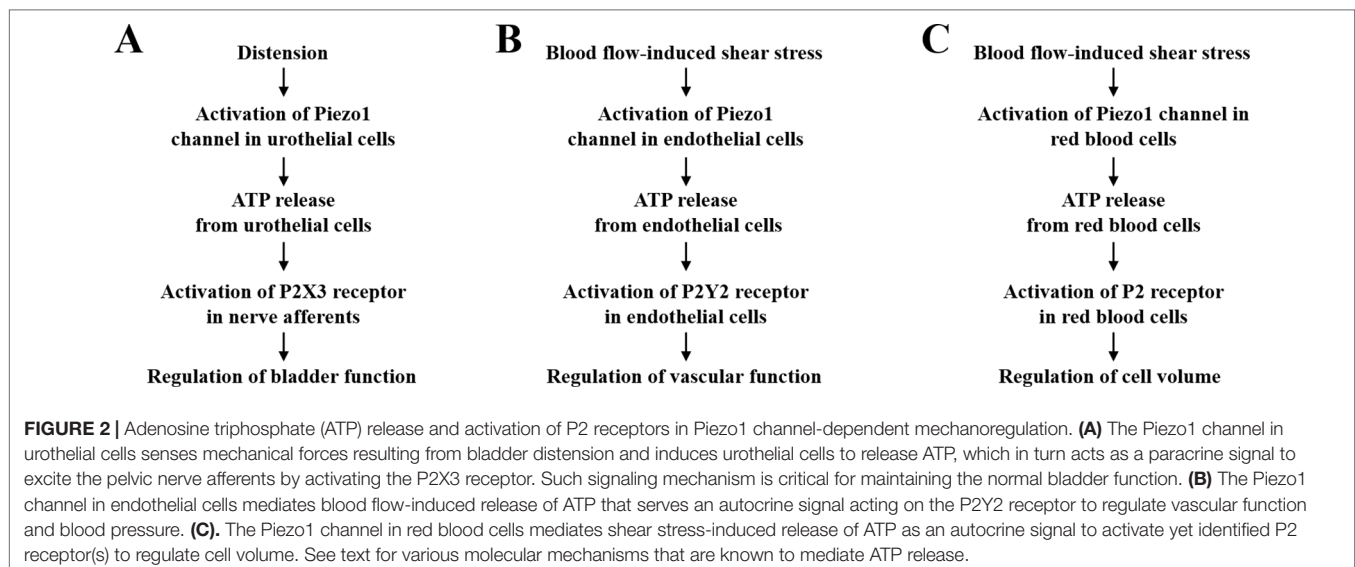 A
Distension
Activation of Piezo1
channel in urothelial cells
ATP release
from urothelial cells
Activation of P2X3 receptor
in nerve afferents
Regulation of bladder function
B
Blood flow-induced shear stress
Activation of Piezo1
channel in endothelial cells
ATP release
from endothelial cells
Activation of P2Y2 receptor
in endothelial cells
Regulation of vascular function
C
Blood flow-induced shear stress
Activation of Piezo1 channel in
red blood cells
ATP release
from red blood cells
Activation of P2 receptor
in red blood cells
Regulation of cell volume
FIGURE 2 | Adenosine triphosphate (ATP) release and activation of P2 receptors in Piezo1 channel-dependent mechanoregulation. (A) The Piezo1 channel in
urothelial cells senses mechanical forces resulting from bladder distension and induces urothelial cells to release ATP, which in turn acts as a paracrine signal to
excite the pelvic nerve afferents by activating the P2X3 receptor. Such signaling mechanism is critical for maintaining the normal bladder function. (B) The Piezo1
channel in endothelial cells mediates blood flow-induced release of ATP that serves an autocrine signal acting on the P2Y2 receptor to regulate vascular function
and blood pressure. (C). The Piezo1 channel in red blood cells mediates shear stress-induced release of ATP as an autocrine signal to activate yet identified P2
receptor(s) to regulate cell volume. See text for various molecular mechanisms that are known to mediate ATP release.